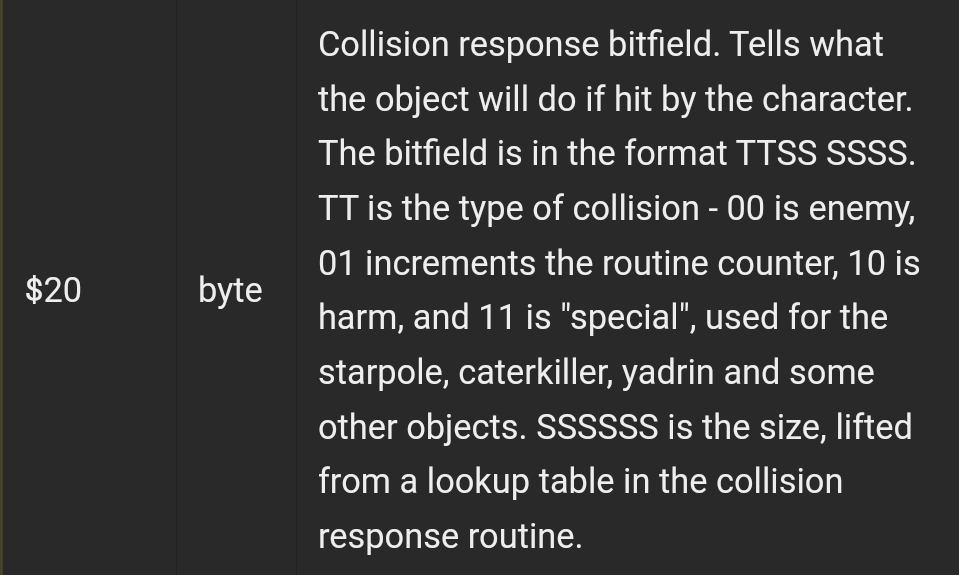 Collision response bitfield. Tells what
the object will do if hit by the character.
The bitfield is in the format TTSS SSSS.
TT is the type of collision - 00 is enemy,
01 increments the routine counter, 10 is
$20 byte harm, and 11 is "special", used for the
starpole, caterkiller, yadrin and some
other objects. SSSSSS is the size, lifted
from a lookup table in the collision
response routine.